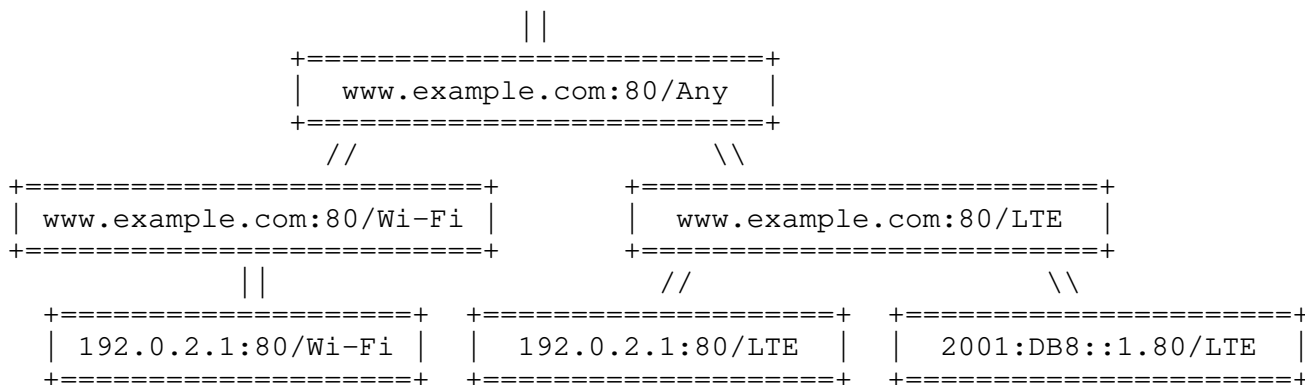 ||
+==========================+
| www.example.com:80/Any |
+==========================+
// \\
+==========================+ +==========================+
| www.example.com:80/Wi-Fi | | www.example.com:80/LTE |
+==========================+ +==========================+
|| // \\
+====================+ +====================+ +======================+
| 192.0.2.1:80/Wi-Fi | | 192.0.2.1:80/LTE | | 2001:DB8::1.80/LTE |
+====================+ +====================+ +======================+